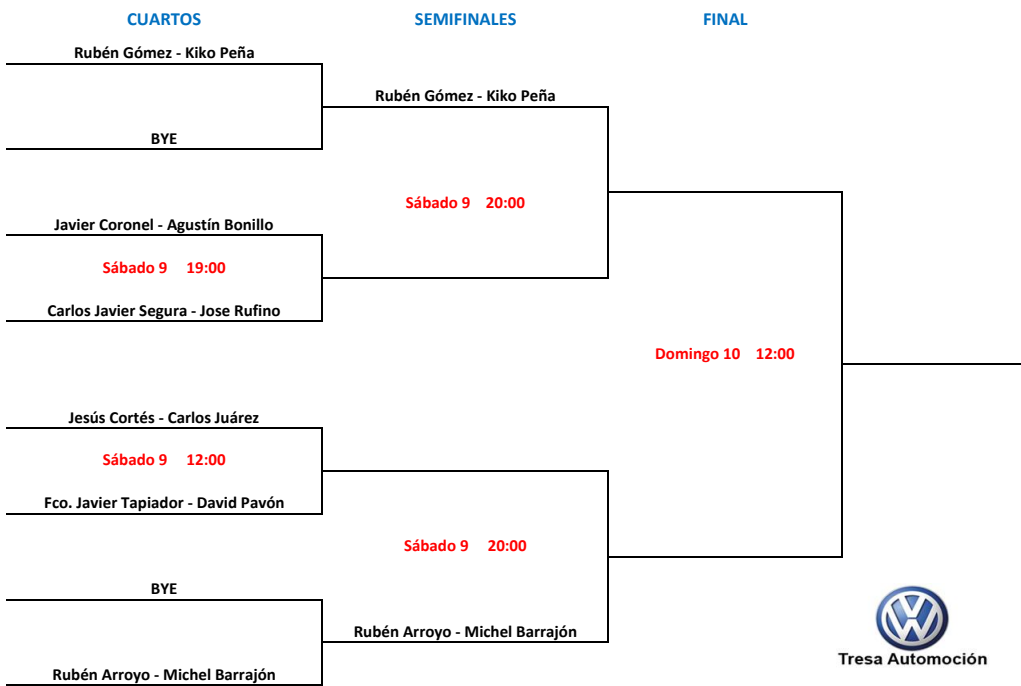 CUARTOS SEMIFINALES FINAL
Rubén Gómez - Kiko Peña
Rubén Gómez - Kiko Peña
BYE
Sábado 9 20:00
Javier Coronel - Agustín Bonillo
Sábado 9 19:00
Carlos Javier Segura - Jose Rufino
Domingo 10 12:00
Jesús Cortés - Carlos Juárez
Sábado 9 12:00
Fco. Javier Tapiador - David Pavón
Sábado 9 20:00
BYE
Rubén Arroyo - Michel Barrajón
Rubén Arroyo - Michel Barrajón
VW
Tresa Automoción